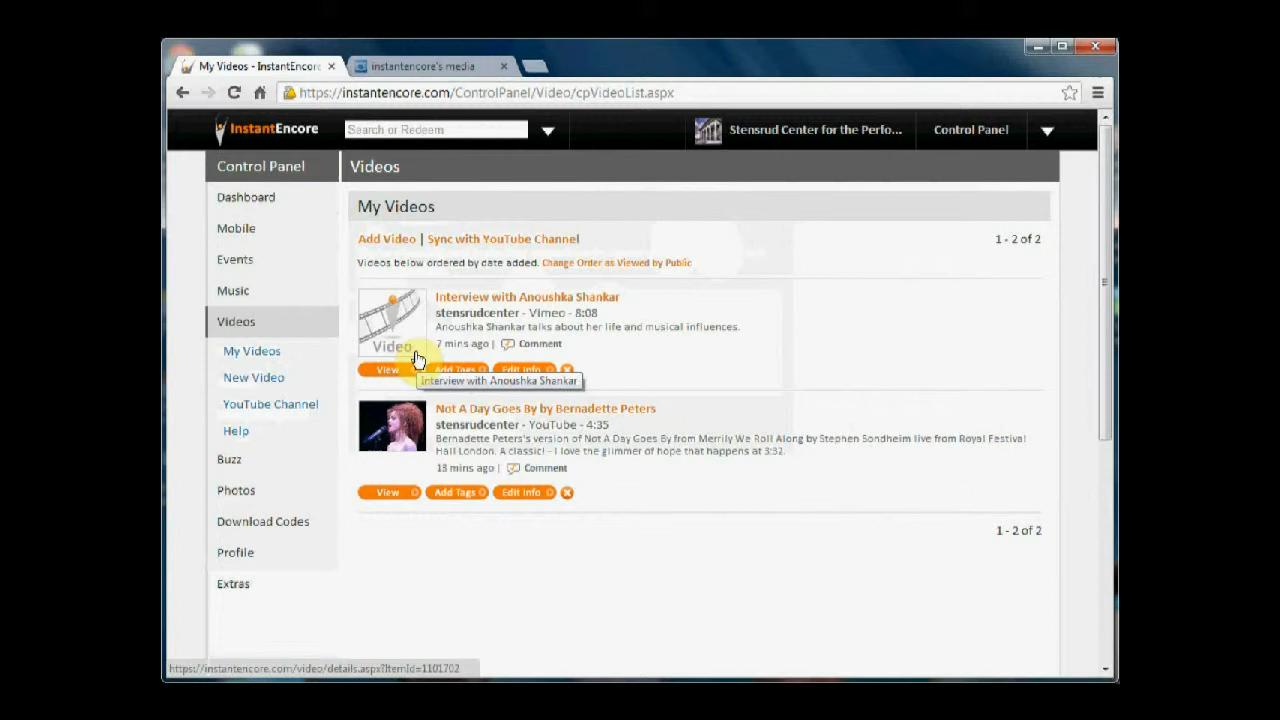 My Videos - InstantEncore
instantencore's media
https://instantencore.com/ControlPanel/Video/cpVideoList.aspx
InstantEncore
Search or Redeem
Stensrud Center for the Perfo...
Control Panel
Control Panel
Videos
Dashboard
Mobile
Events
Music
Videos
My Videos
New Video
YouTube Channel
Help
Buzz
Photos
Download Codes
Profile
Extras
My Videos
Add Video | Sync with YouTube Channel
1 - 2 of 2
Videos below ordered by date added. Change Order as Viewed by Public
Video
Interview with Anoushka Shankar
stensrudcenter - Vimeo - 8:08
Anoushka Shankar talks about her life and musical influences.
7 mins ago | Comment
View Add Tags Edit Info
Interview with Anoushka Shankar
Not A Day Goes By by Bernadette Peters
stensrudcenter - YouTube - 4:35
Bernadette Peters's version of Not A Day Goes By from Merrily We Roll Along by Stephen Sondheim live from Royal Festival
Hall London. A classic! - I love the glimmer of hope that happens at 3:32.
13 mins ago | Comment
View Add Tags Edit Info
1 - 2 of 2
https://instantencore.com/video/details.aspx?ItemId=1101702